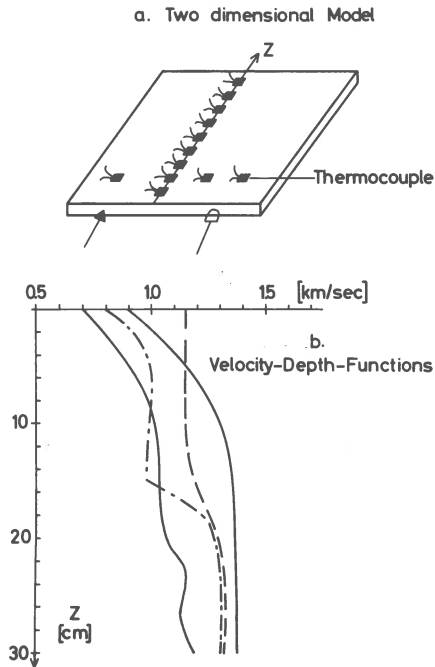 a. Two dimensional Model
Z
Thermocouple
0.5 1.0 1.5 [km/sec]
b.
Velocity-Depth-Functions
10
20
Z
[cm]
30